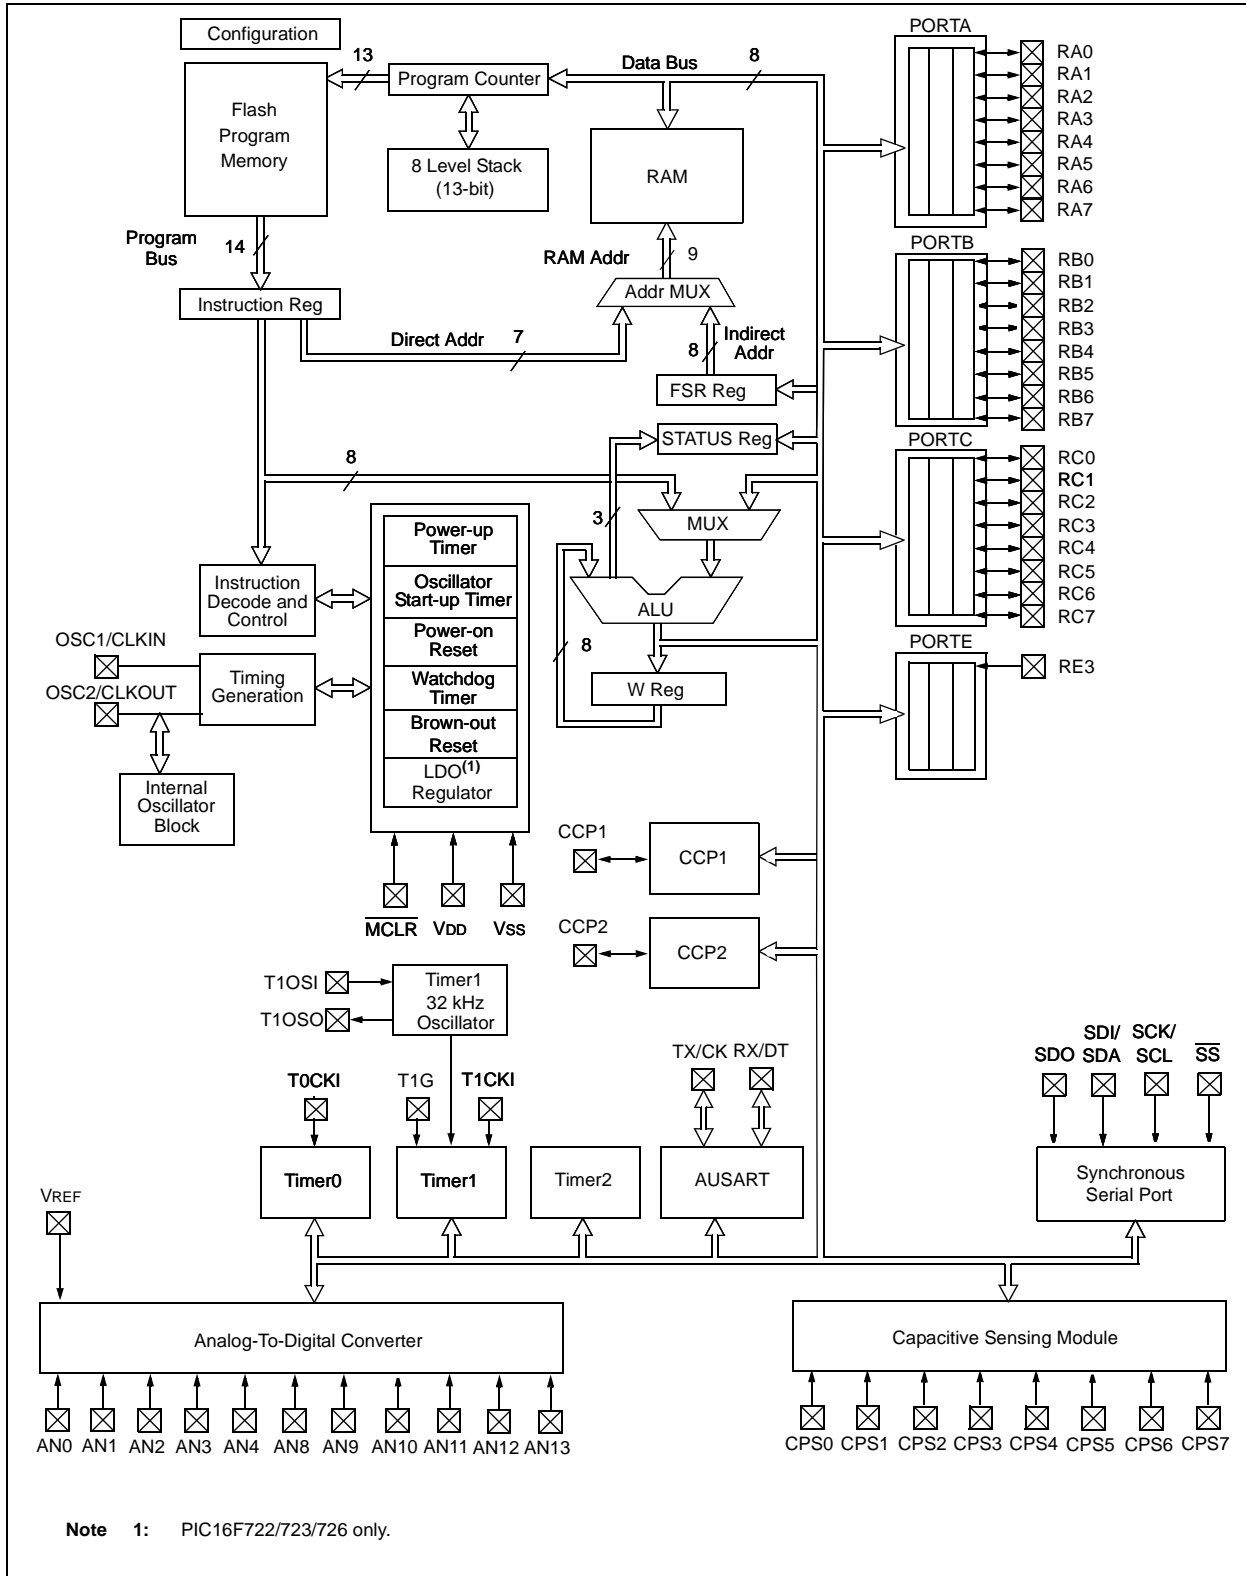 Configuration
PORTA
13
Data Bus
8
Program Counter
Flash
Program
Memory
8 Level Stack
(13-bit)
RAM
RA0
RA1
RA2
RA3
RA4
RA5
RA6
RA7
Program
Bus
14
RAM Addr
9
Addr MUX
Instruction Reg
Direct Addr
7
Indirect
Addr
8
FSR Reg
STATUS Reg
PORTB
RB0
RB1
RB2
RB3
RB4
RB5
RB6
RB7
PORTC
RC0
RC1
RC2
RC3
RC4
RC5
RC6
RC7
8
3
MUX
ALU
8
W Reg
Power-up
Timer
Oscillator
Start-up Timer
Power-on
Reset
Watchdog
Timer
Brown-out
Reset
LDO(1)
Regulator
Instruction
Decode and
Control
OSC1/CLKIN
OSC2/CLKOUT
Timing
Generation
Internal
Oscillator
Block
PORTE
RE3
MCLR
VDD
VSS
CCP1
CCP1
CCP2
CCP2
T1OSI
T1OSO
Timer1
32 kHz
Oscillator
T0CKI
T1G
T1CKI
TX/CK
RX/DT
SDO
SDI/
SDA
SCK/
SCL
SS
Timer0
Timer1
Timer2
AUSART
Synchronous
Serial Port
VREF
Analog-To-Digital Converter
Capacitive Sensing Module
AN0 AN1 AN2 AN3 AN4 AN8 AN9 AN10 AN11 AN12 AN13
CPS0 CPS1 CPS2 CPS3 CPS4 CPS5 CPS6 CPS7
Note 1: PIC16F722/723/726 only.